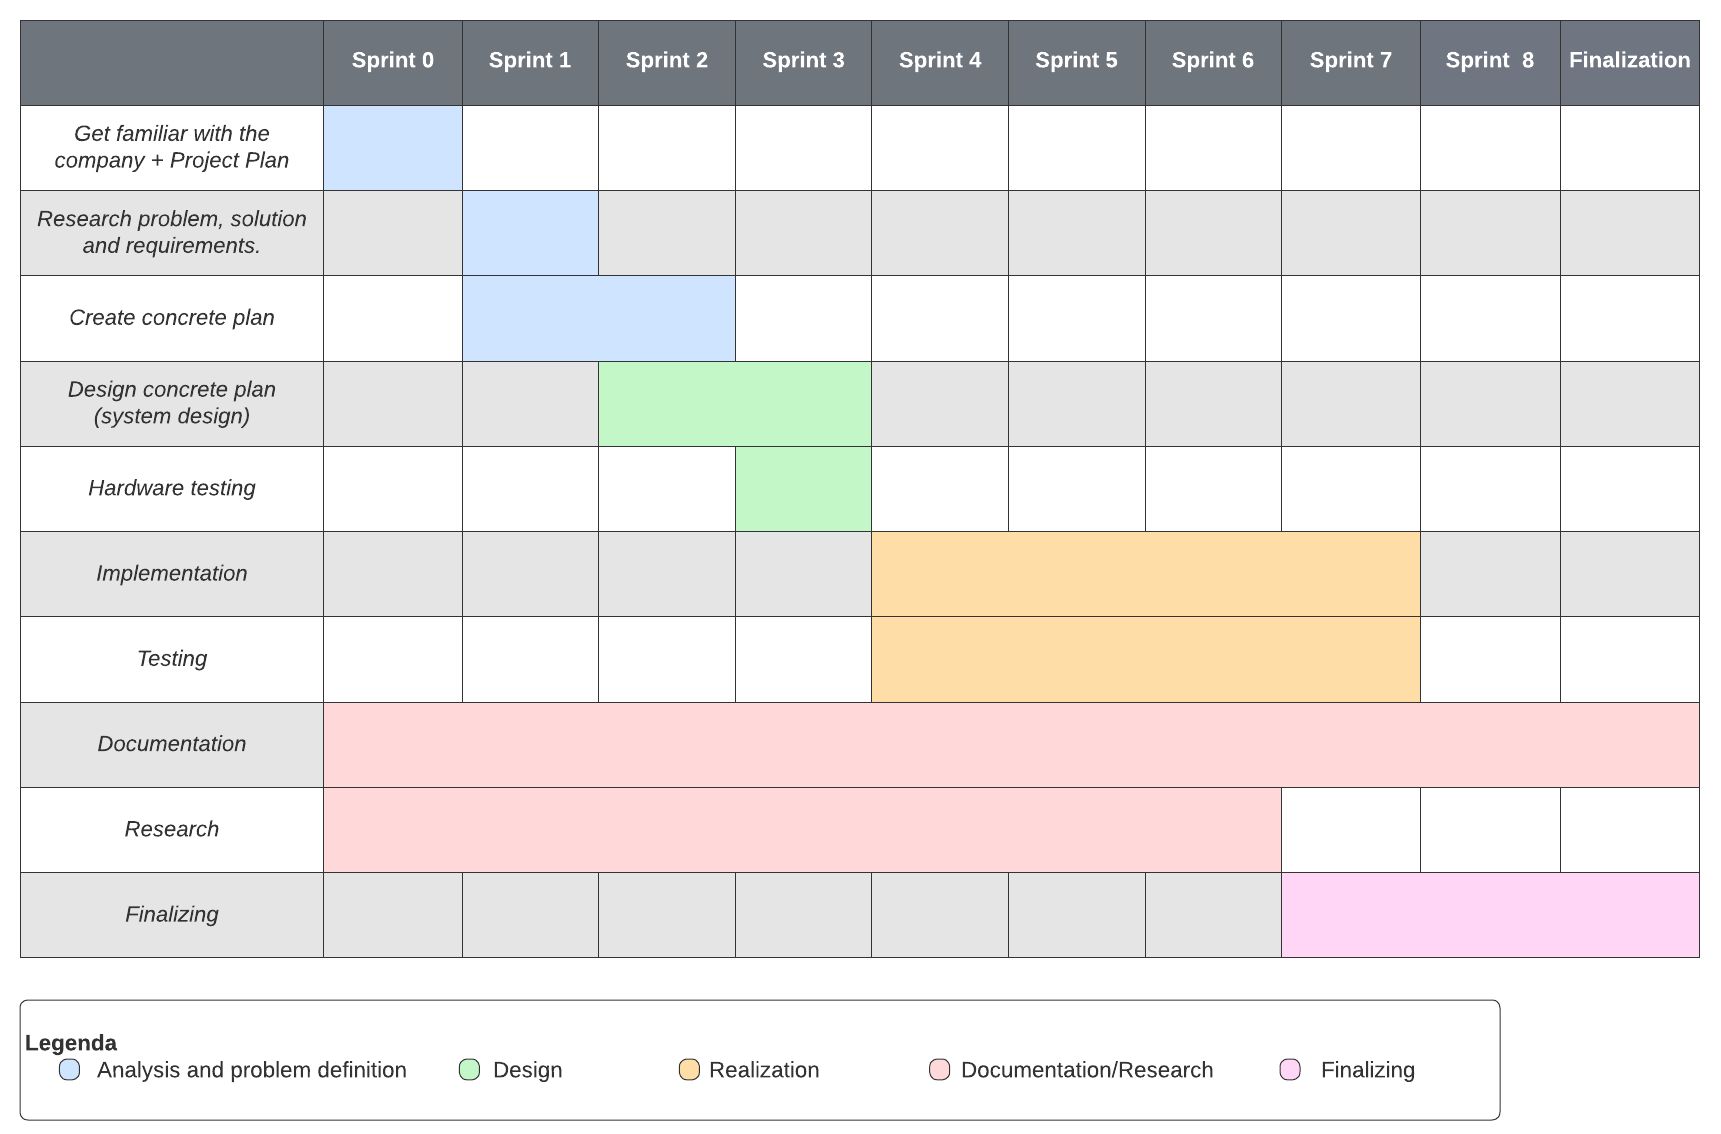 Sprint 0 Sprint 1 Sprint 2 Sprint 3 Sprint 4 Sprint 5 Sprint 6 Sprint 7 Sprint  8 Finalization
Get familiar with the
company + Project Plan
Research problem, solution
and requirements.
Create concrete plan
Design concrete plan
(system design)
Hardware testing
Implementation
Testing
Documentation
Research
Finalizing
Legenda
Analysis and problem definition Design Realization Documentation/Research Finalizing